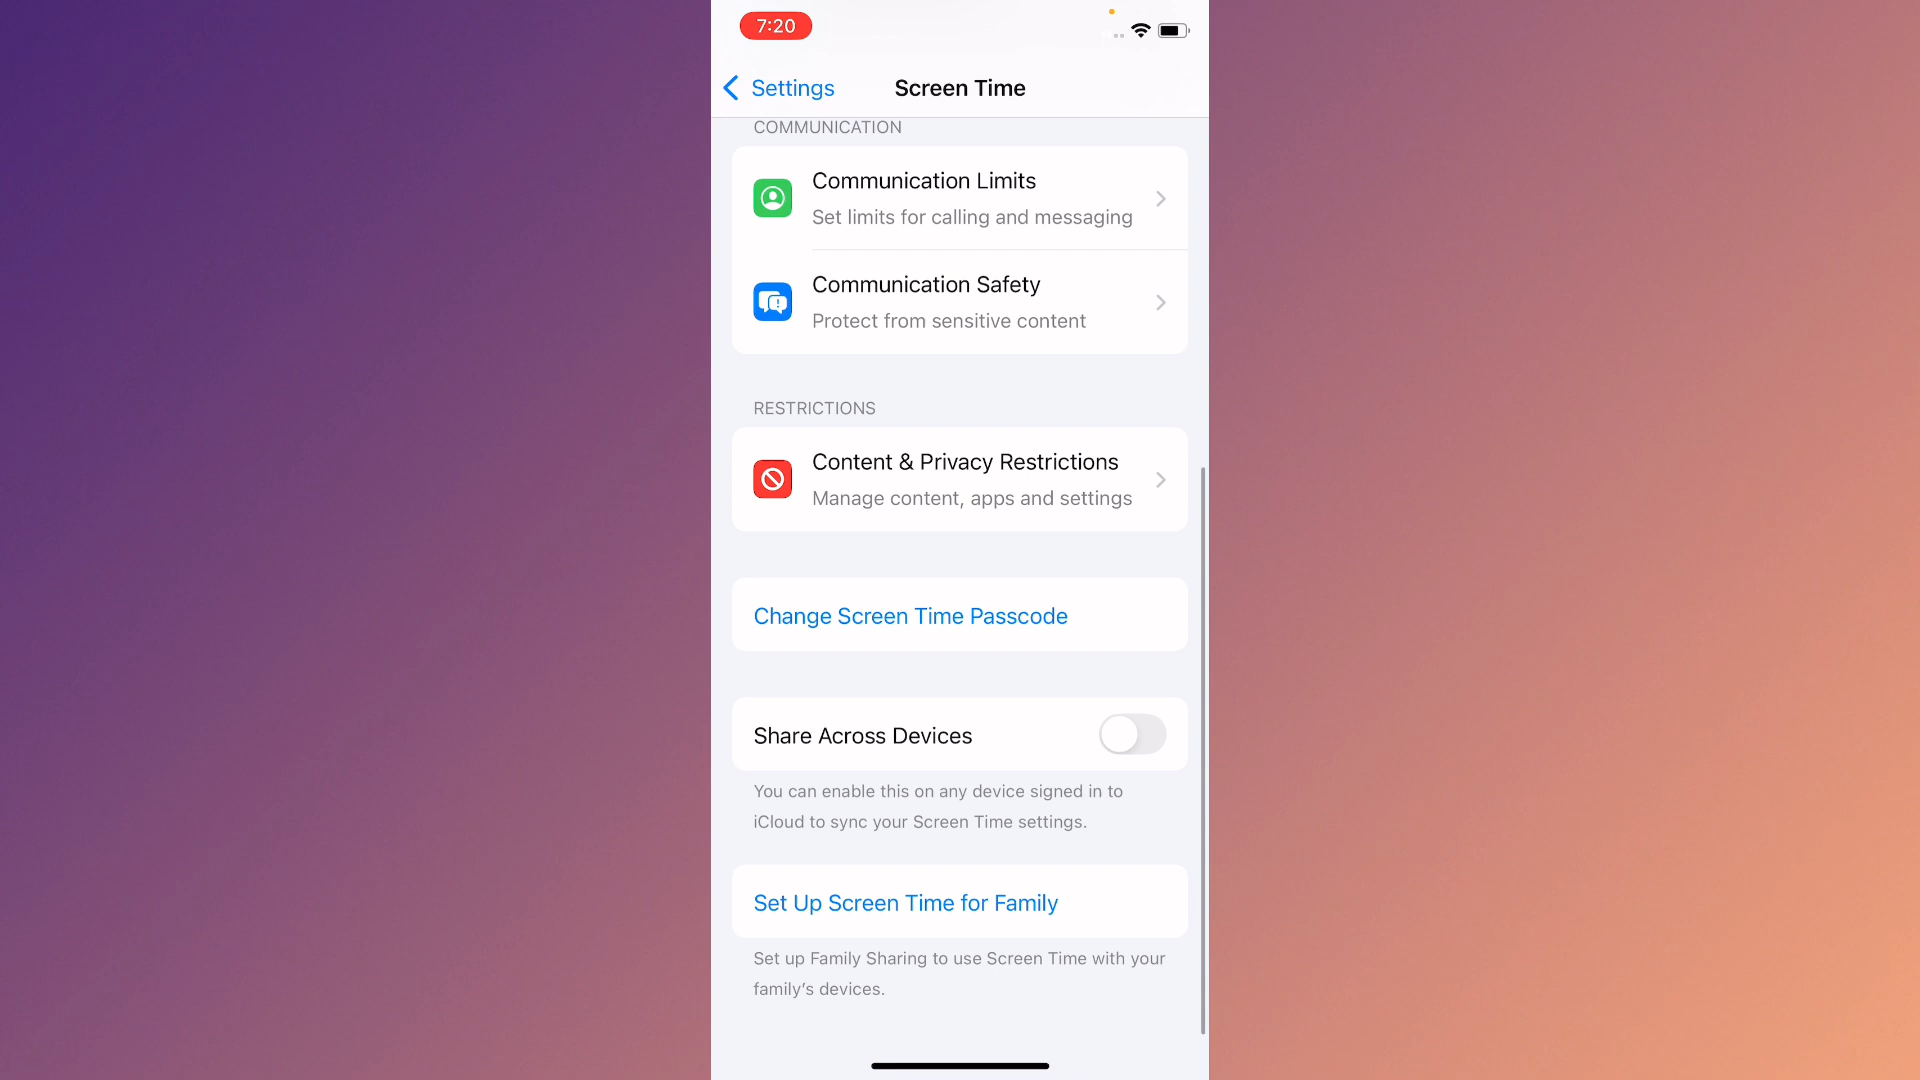 7:20
Settings
Screen Time
COMMUNICATION
Communication Limits
Set limits for calling and messaging
Communication Safety
Protect from sensitive content
RESTRICTIONS
Content & Privacy Restrictions
Manage content, apps and settings
Change Screen Time Passcode
Share Across Devices
You can enable this on any device signed in to
iCloud to sync your Screen Time settings.
Set Up Screen Time for Family
Set up Family Sharing to use Screen Time with your
family’s devices.